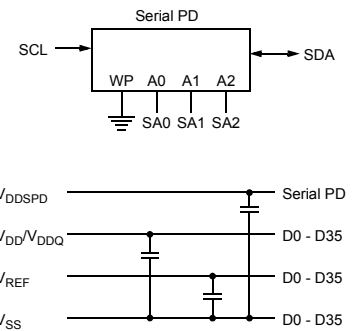 Serial PD
SCL
SDA
WP A0 A1 A2
SA0 SA1 SA2
VDDSPD Serial PD
VDD/VDDQ D0 - D35
VREF D0 - D35
VSS D0 - D35